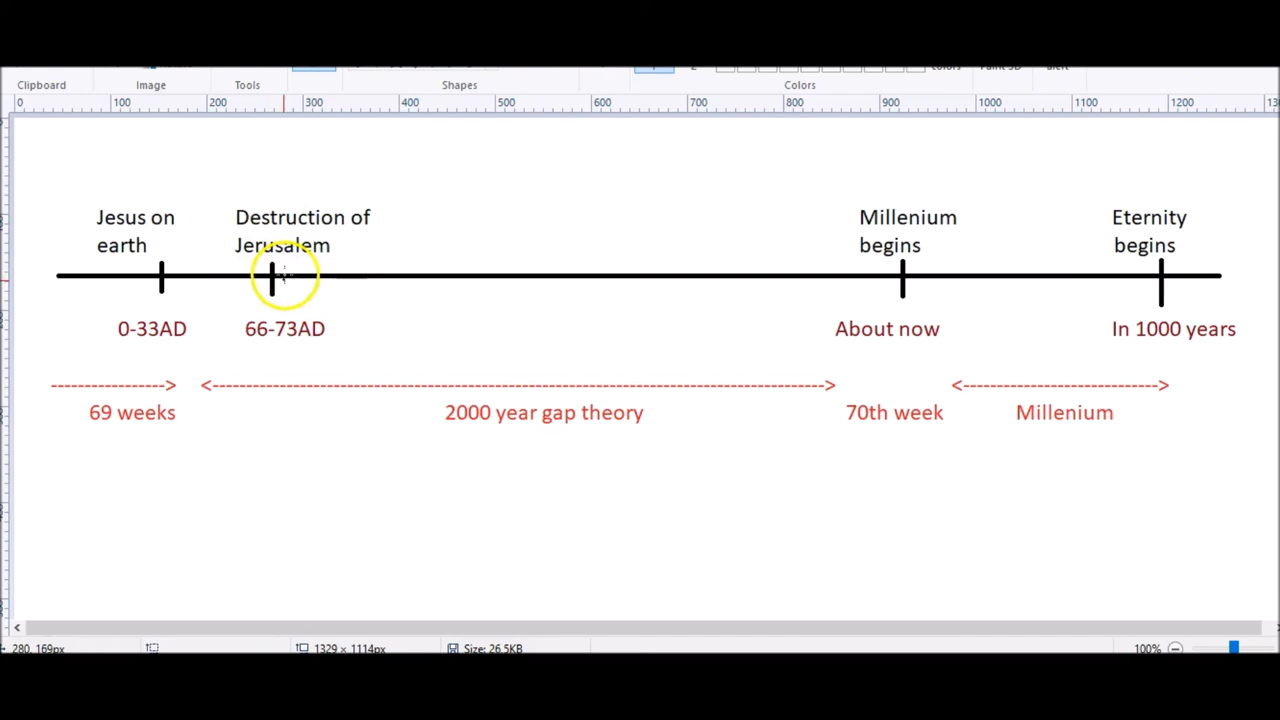 Clipboard
Image
Tools
Shapes
Colors
0 100 200 300 400 500 600 700 800 900 1000 1100 1200
Jesus on
earth
Destruction of
Jerusalem
Millenium
begins
Eternity
begins
0-33AD
66-73AD
About now
In 1000 years
-----------------> <------------------------------------------------------------------------------> <------------------------->
69 weeks
2000 year gap theory
70th week
Millenium
280, 169px
1329 × 1114px
Size: 26.5KB
100%